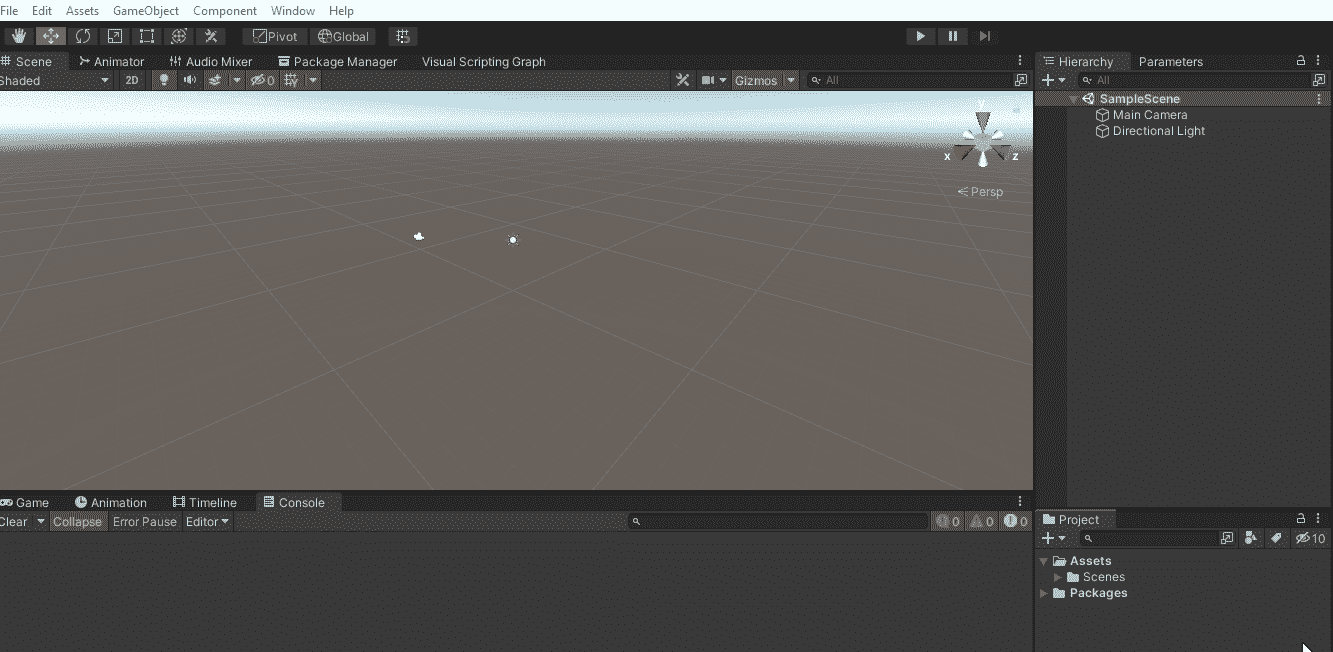 File Edit Assets GameObject Component Window Help
Pivot Global
Scene Animator Audio Mixer Package Manager Visual Scripting Graph
Shaded 2D 0 Gizmos All
y
x z
Persp
Hierarchy Parameters
All
SampleScene
Main Camera
Directional Light
Game Animation Timeline Console
Clear Collapse Error Pause Editor 0 0 0
Project
10
Assets
Scenes
Packages